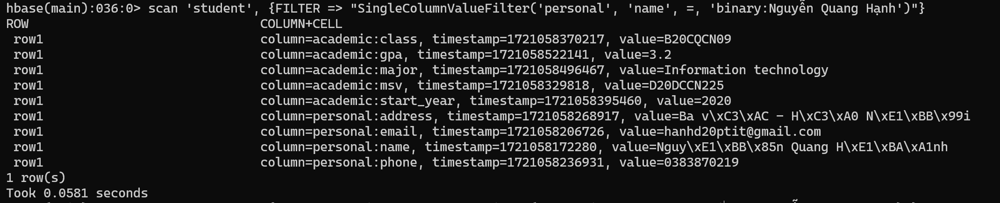 hbase(main):036:0> scan 'student', {FILTER => "SingleColumnValueFilter('personal', 'name', =, 'binary:Nguyễn Quang Hạnh')"}
ROW COLUMN+CELL
row1 column=academic:class, timestamp=1721058370217, value=B20CQCN09
row1 column=academic:gpa, timestamp=1721058522141, value=3.2
row1 column=academic:major, timestamp=1721058496467, value=Information technology
row1 column=academic:msv, timestamp=1721058329818, value=D20DCCN225
row1 column=academic:start_year, timestamp=1721058395460, value=2020
row1 column=personal:address, timestamp=1721058268917, value=Ba v\xC3\xAC - H\xC3\xA0 N\xE1\xBB\x99i
row1 column=personal:email, timestamp=1721058206726, value=hanhd20ptit@gmail.com
row1 column=personal:name, timestamp=1721058172280, value=Nguy\xE1\xBB\x85n Quang H\xE1\xBA\xA1nh
row1 column=personal:phone, timestamp=1721058236931, value=0383870219
1 row(s)
Took 0.0581 seconds